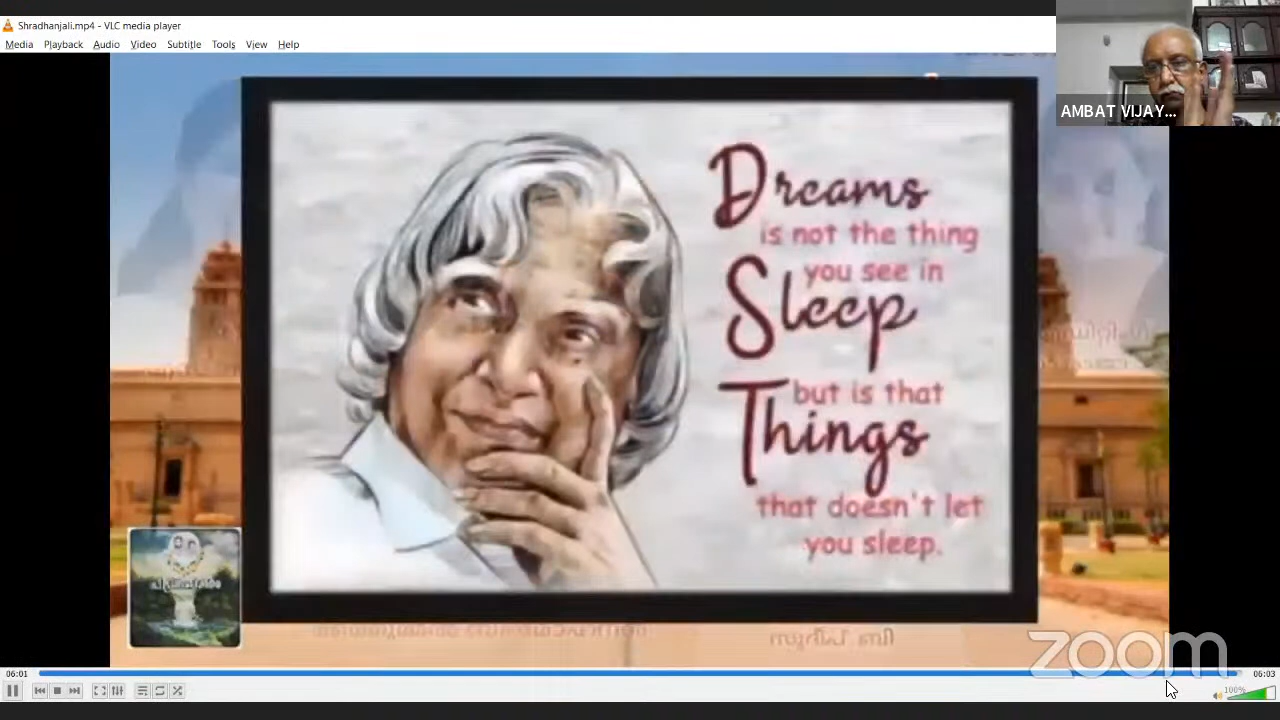 Shradhanjali.mp4 - VLC media player
Media Playback Audio Video Subtitle Tools View Help
AMBAT VIJAY...
Dreams
is not the thing
you see in
Sleep
but is that
Things
that doesn't let
you sleep.
സുദീപ് ബി
zoom
06:01
06:03
100%